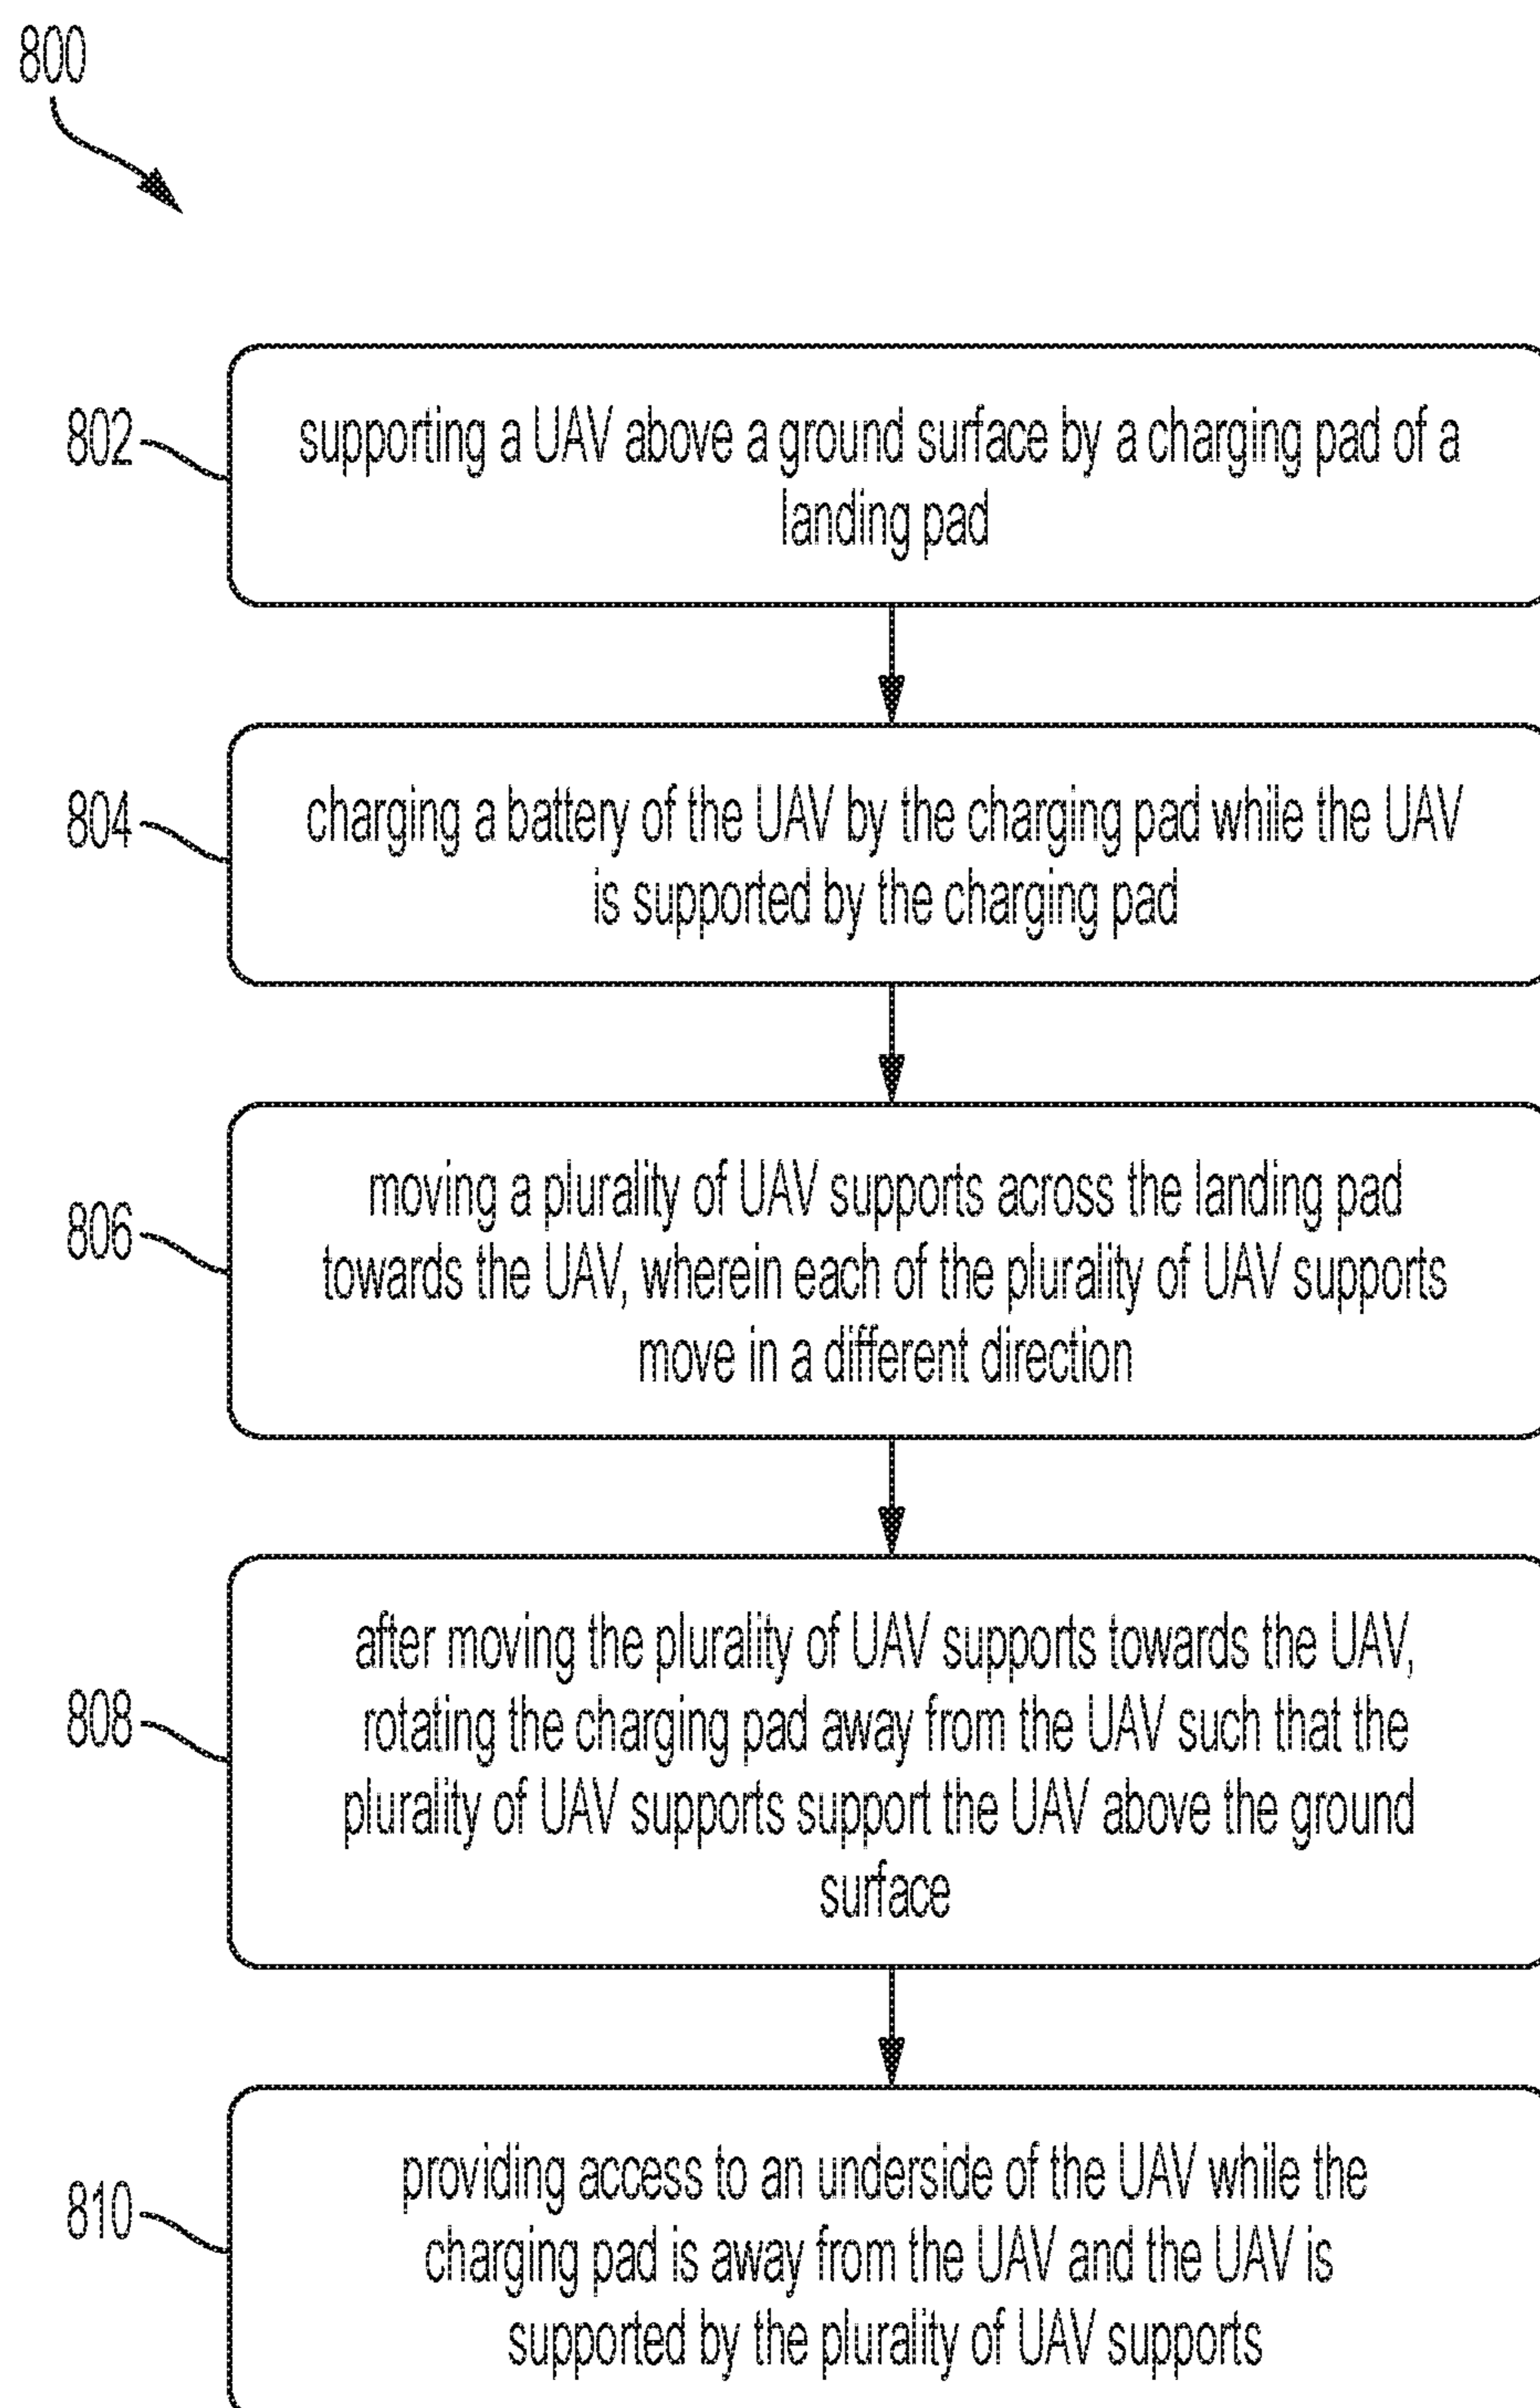 800
802
supporting a UAV above a ground surface by a charging pad of a
landing pad
804
charging a battery of the UAV by the charging pad while the UAV
is supported by the charging pad
806
moving a plurality of UAV supports across the landing pad
towards the UAV, wherein each of the plurality of UAV supports
move in a different direction
808
after moving the plurality of UAV supports towards the UAV,
rotating the charging pad away from the UAV such that the
plurality of UAV supports support the UAV above the ground
surface
810
providing access to an underside of the UAV while the
charging pad is away from the UAV and the UAV is
supported by the plurality of UAV supports